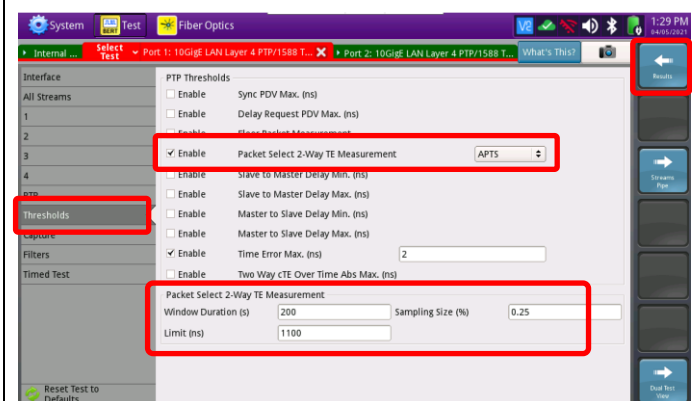 System Test Fiber Optics 1:29 PM
BERT V2 04/05/2021
Internal ... Select Test Port 1: 10GigE LAN Layer 4 PTP/1588 T... Port 2: 10GigE LAN Layer 4 PTP/1588 T... What's This?
Results
Interface
All Streams
1
2
3
4
PTP
Thresholds
Capture
Filters
Timed Test
Reset Test to
Defaults
PTP Thresholds
Enable Sync PDV Max. (ns)
Enable Delay Request PDV Max. (ns)
Enable Floor Packet Measurement
Enable Packet Select 2-Way TE Measurement APTS
Enable Slave to Master Delay Min. (ns)
Enable Slave to Master Delay Max. (ns)
Enable Master to Slave Delay Min. (ns)
Enable Master to Slave Delay Max. (ns)
Enable Time Error Max. (ns) 2
Enable Two Way cTE Over Time Abs Max. (ns)
Packet Select 2-Way TE Measurement
Window Duration (s) 200 Sampling Size (%) 0.25
Limit (ns) 1100
Streams
Pipe
Dual Test
View